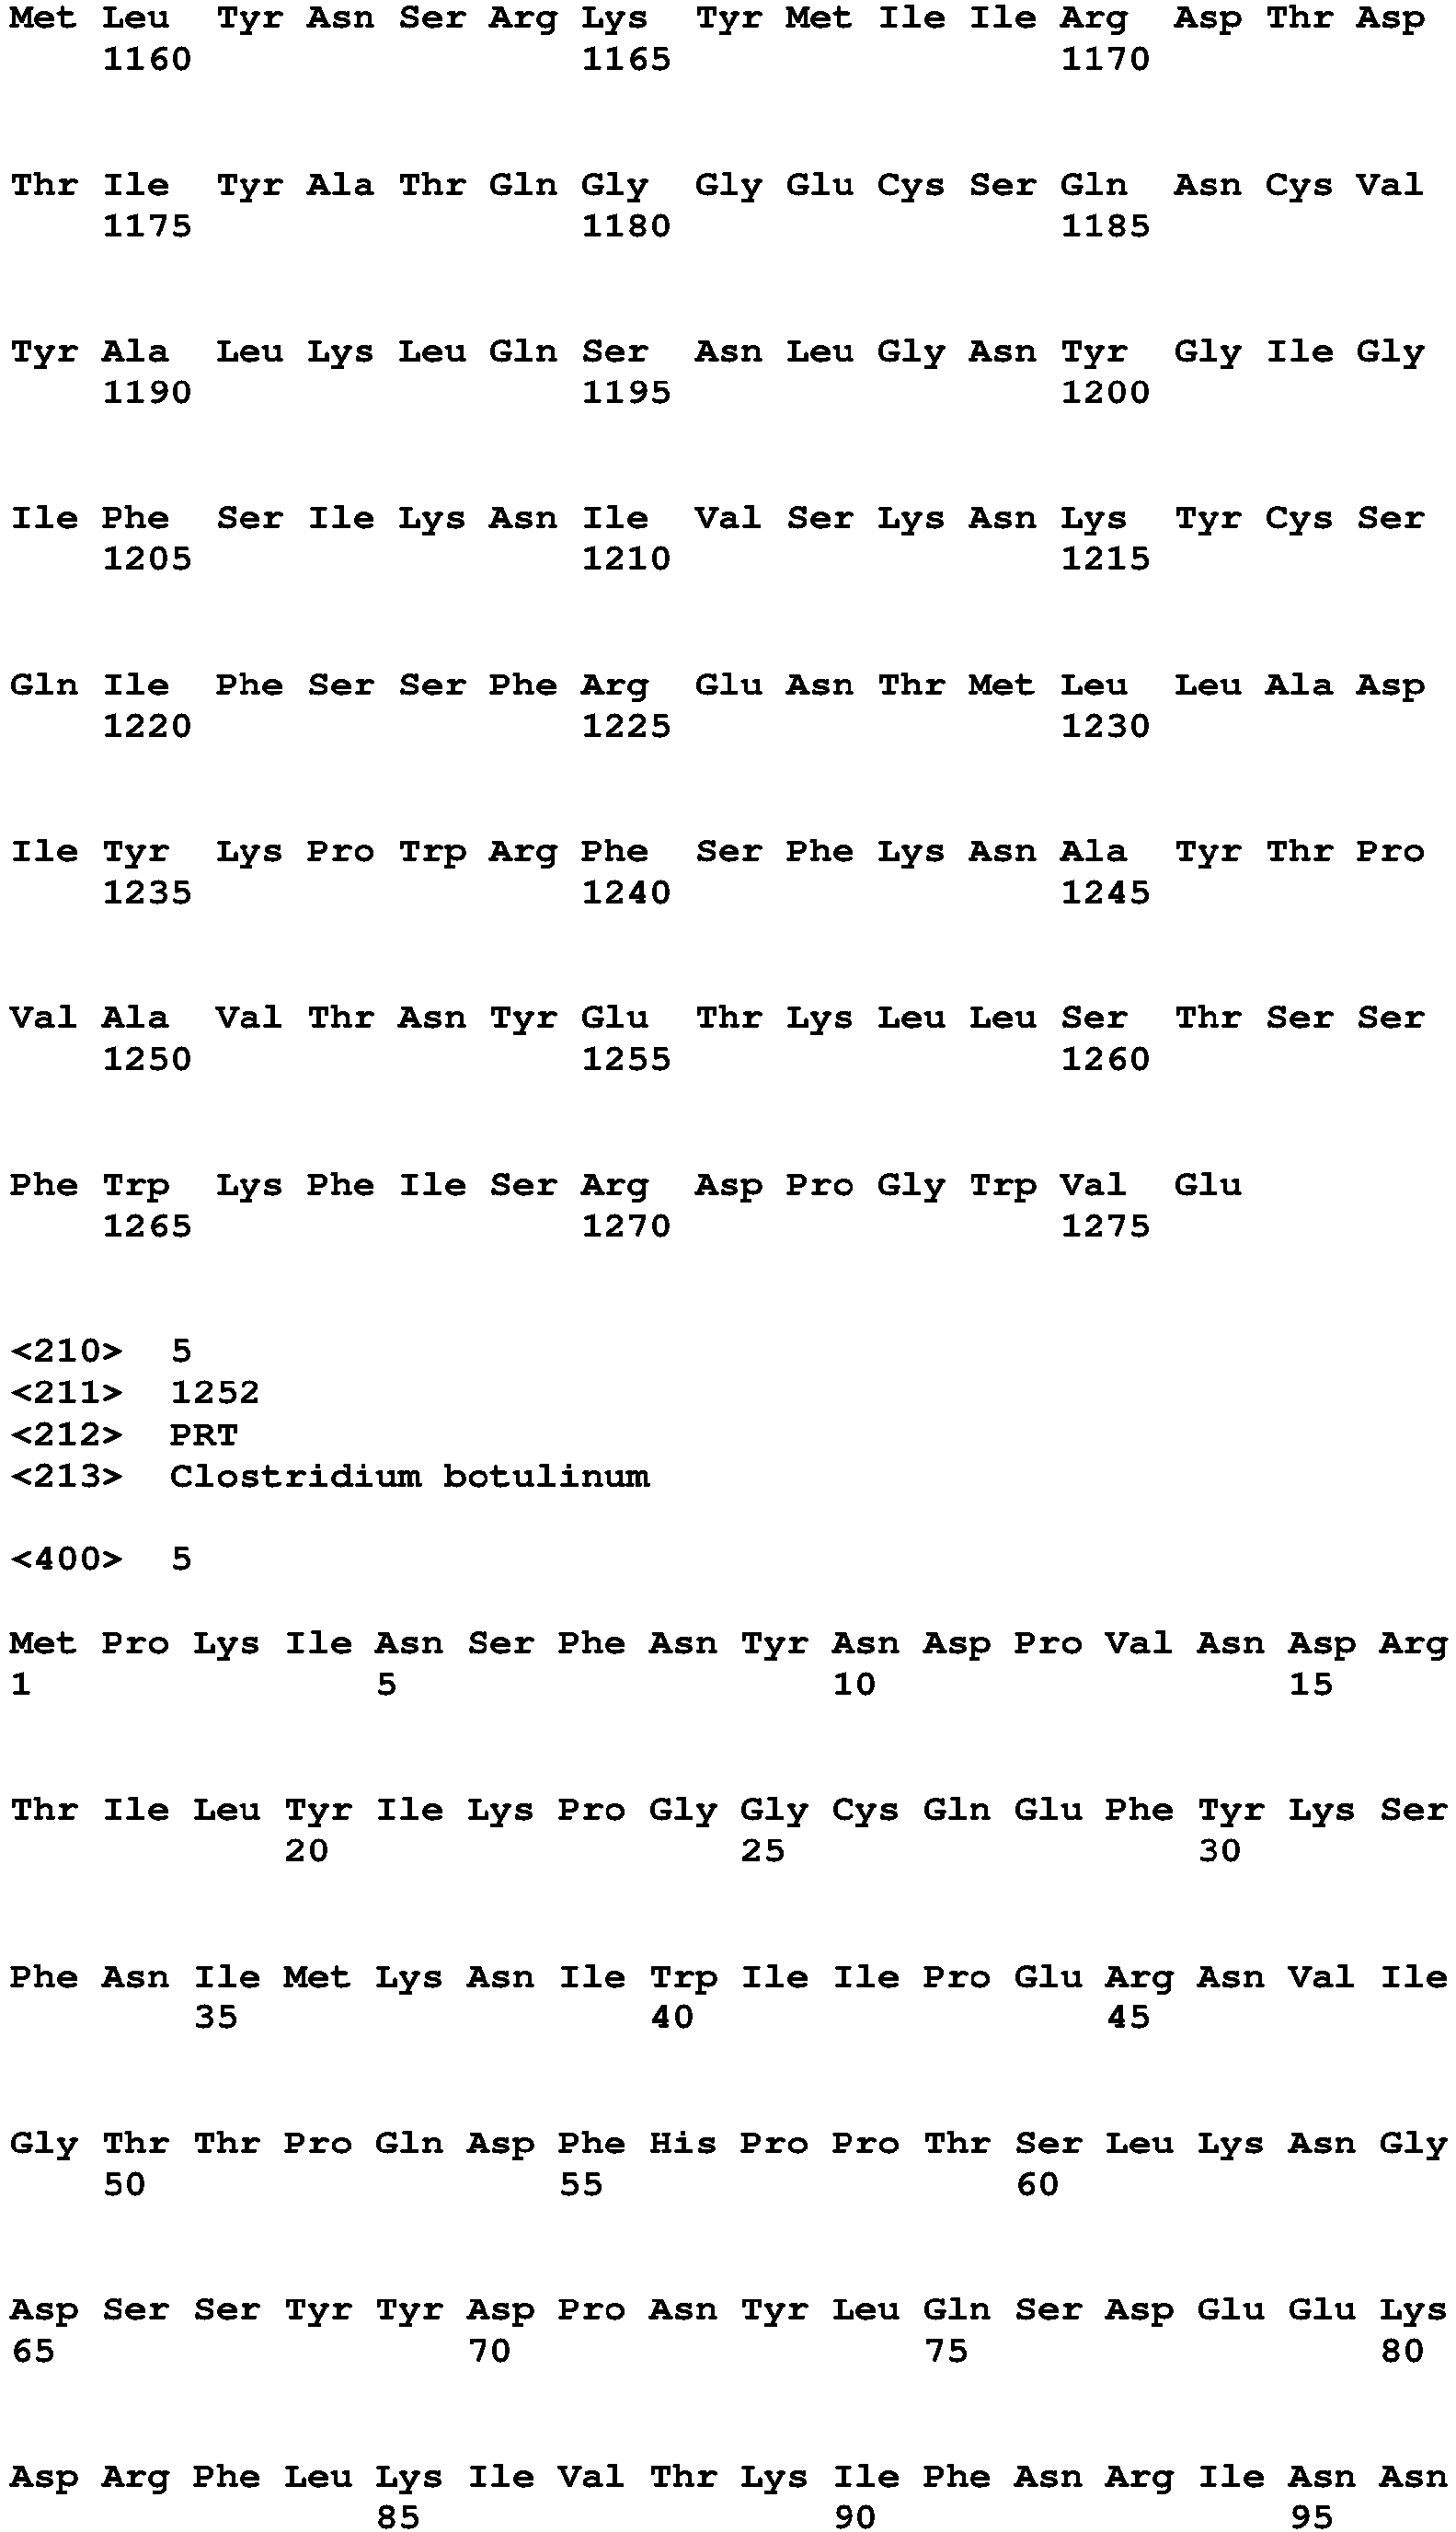 Met Leu Tyr Asn Ser Arg Lys Tyr Met Ile Ile Arg Asp Thr Asp
1160 1165 1170
Thr Ile Tyr Ala Thr Gln Gly Gly Glu Cys Ser Gln Asn Cys Val
1175 1180 1185
Tyr Ala Leu Lys Leu Gln Ser Asn Leu Gly Asn Tyr Gly Ile Gly
1190 1195 1200
Ile Phe Ser Ile Lys Asn Ile Val Ser Lys Asn Lys Tyr Cys Ser
1205 1210 1215
Gln Ile Phe Ser Ser Phe Arg Glu Asn Thr Met Leu Leu Ala Asp
1220 1225 1230
Ile Tyr Lys Pro Trp Arg Phe Ser Phe Lys Asn Ala Tyr Thr Pro
1235 1240 1245
Val Ala Val Thr Asn Tyr Glu Thr Lys Leu Leu Ser Thr Ser Ser
1250 1255 1260
Phe Trp Lys Phe Ile Ser Arg Asp Pro Gly Trp Val Glu
1265 1270 1275
<210> 5
<211> 1252
<212> PRT
<213> Clostridium botulinum
<400> 5
Met Pro Lys Ile Asn Ser Phe Asn Tyr Asn Asp Pro Val Asn Asp Arg
1 5 10 15
Thr Ile Leu Tyr Ile Lys Pro Gly Gly Cys Gln Glu Phe Tyr Lys Ser
20 25 30
Phe Asn Ile Met Lys Asn Ile Trp Ile Ile Pro Glu Arg Asn Val Ile
35 40 45
Gly Thr Thr Pro Gln Asp Phe His Pro Pro Thr Ser Leu Lys Asn Gly
50 55 60
Asp Ser Ser Tyr Tyr Asp Pro Asn Tyr Leu Gln Ser Asp Glu Glu Lys
65 70 75 80
Asp Arg Phe Leu Lys Ile Val Thr Lys Ile Phe Asn Arg Ile Asn Asn
85 90 95